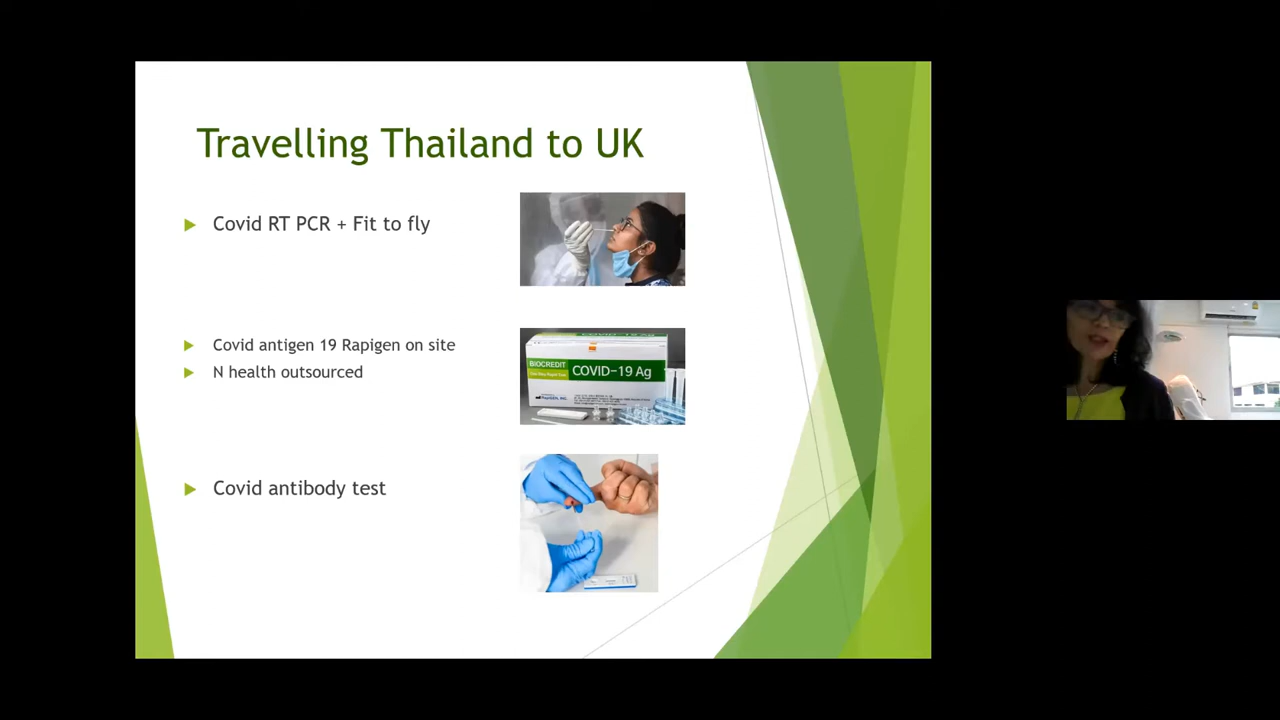 Travelling Thailand to UK
Covid RT PCR + Fit to fly
Covid antigen 19 Rapigen on site
N health outsourced
BIOCREDIT
COVID-19 Ag
Covid antibody test